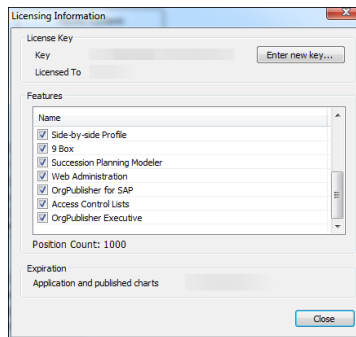 Licensing Information
License Key
Key
Enter new key...
Licensed To
Features
Name
Side-by-side Profile
9 Box
Succession Planning Modeler
Web Administration
OrgPublisher for SAP
Access Control Lists
OrgPublisher Executive
Position Count: 1000
Expiration
Application and published charts
Close